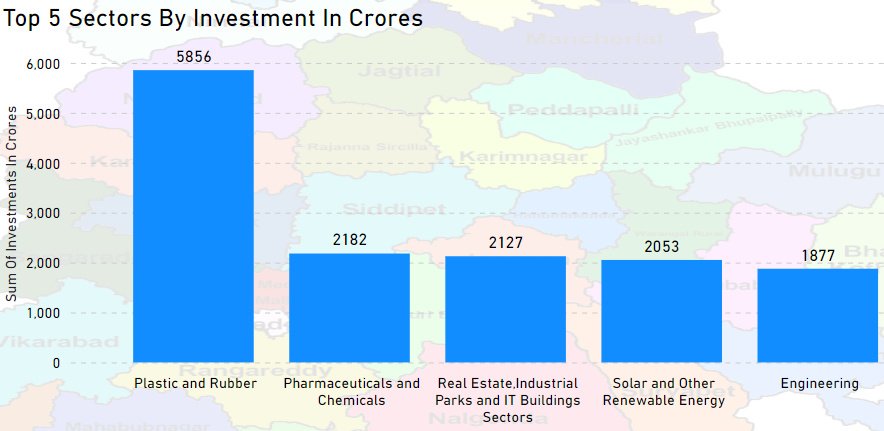 Top 5 Sectors By Investment In Crores
Sum Of Investments In Crores
6,000
5,000
4,000
3,000
2,000
1,000
0
5856
2182
2127
2053
1877
Plastic and Rubber
Pharmaceuticals and
Chemicals
Real Estate,Industrial
Parks and IT Buildings
Sectors
Solar and Other
Renewable Energy
Engineering
Mancherial
Jagtial
Peddapalli
Jayashankar Bhupalpally
Rajanna Sircilla
Karimnagar
Mulugu
Siddipet
Vikarabad
Rangareddy
Mahabubnagar